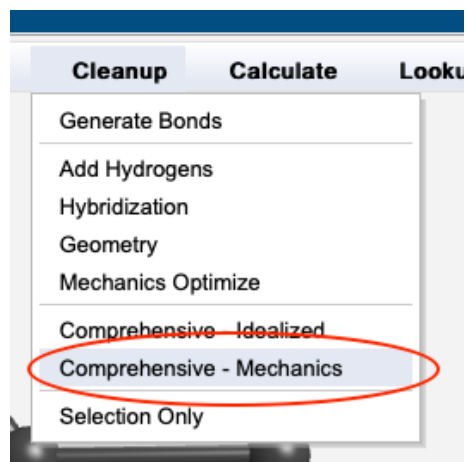 Cleanup Calculate
Generate Bonds
Add Hydrogens
Hybridization
Geometry
Mechanics Optimize
Comprehensive - Idealized
Comprehensive - Mechanics
Selection Only